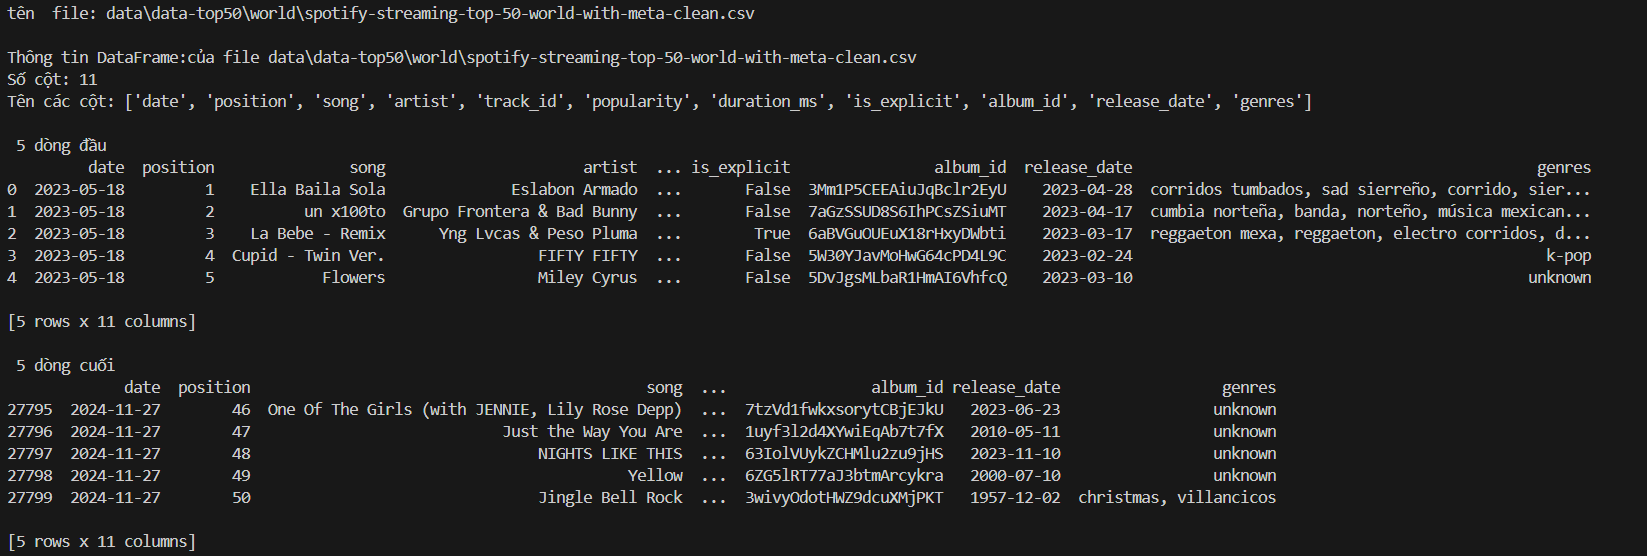 tên  file: data\data-top50\world\spotify-streaming-top-50-world-with-meta-clean.csv
Thông tin DataFrame:của file data\data-top50\world\spotify-streaming-top-50-world-with-meta-clean.csv
Số cột: 11
Tên các cột: ['date', 'position', 'song', 'artist', 'track_id', 'popularity', 'duration_ms', 'is_explicit', 'album_id', 'release_date', 'genres']
5 dòng đầu
date position song artist ... is_explicit album_id release_date genres
0 2023-05-18 1 Ella Baila Sola Eslabon Armado ... False 3Mm1P5CEEAiuJqBclr2EyU 2023-04-28 corridos tumbados, sad sierreño, corrido, sier...
1 2023-05-18 2 un x100to Grupo Frontera & Bad Bunny ... False 7aGzSSUD8S6IhPCsZSiuMT 2023-04-17 cumbia norteña, banda, norteño, música mexican...
2 2023-05-18 3 La Bebe - Remix Yng Lvcas & Peso Pluma ... True 6aBVGuOUEuX18rHxyDWbti 2023-03-17 reggaeton mexa, reggaeton, electro corridos, d...
3 2023-05-18 4 Cupid - Twin Ver. FIFTY FIFTY ... False 5W30YJavMoHwG64cPD4L9C 2023-02-24 k-pop
4 2023-05-18 5 Flowers Miley Cyrus ... False 5DvJgsMLbaR1HmAI6VhfcQ 2023-03-10 unknown
[5 rows x 11 columns]
5 dòng cuối
date position song ... album_id release_date genres
27795 2024-11-27 46 One Of The Girls (with JENNIE, Lily Rose Depp) ... 7tzVd1fwkxsorytCBjEJkU 2023-06-23 unknown
27796 2024-11-27 47 Just the Way You Are ... 1uyf3l2d4XYwiEqAb7t7fX 2010-05-11 unknown
27797 2024-11-27 48 NIGHTS LIKE THIS ... 63IolVUykZCHMlu2zu9jHS 2023-11-10 unknown
27798 2024-11-27 49 Yellow ... 6ZG5lRT77aJ3btmArcykra 2000-07-10 unknown
27799 2024-11-27 50 Jingle Bell Rock ... 3wivyOdotHWZ9dcuXMjPKT 1957-12-02 christmas, villancicos
[5 rows x 11 columns]